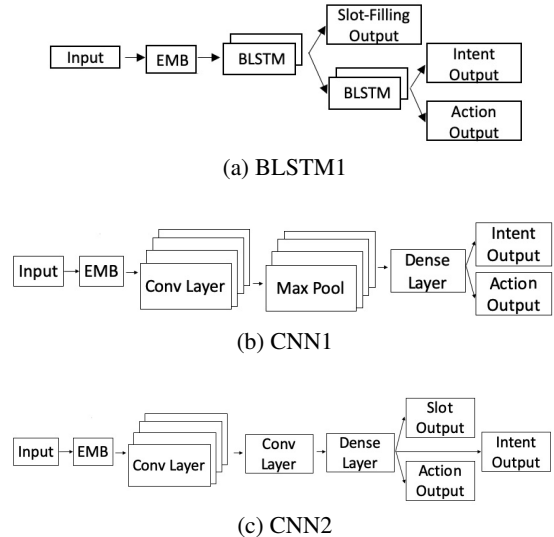 Input
EMB
BLSTM
Slot-Filling
Output
BLSTM
Intent
Output
Action
Output
(a) BLSTM1
Input
EMB
Conv Layer
Max Pool
Dense
Layer
Intent
Output
Action
Output
(b) CNN1
Input
EMB
Conv Layer
Conv
Layer
Dense
Layer
Slot
Output
Intent
Output
Action
Output
(c) CNN2